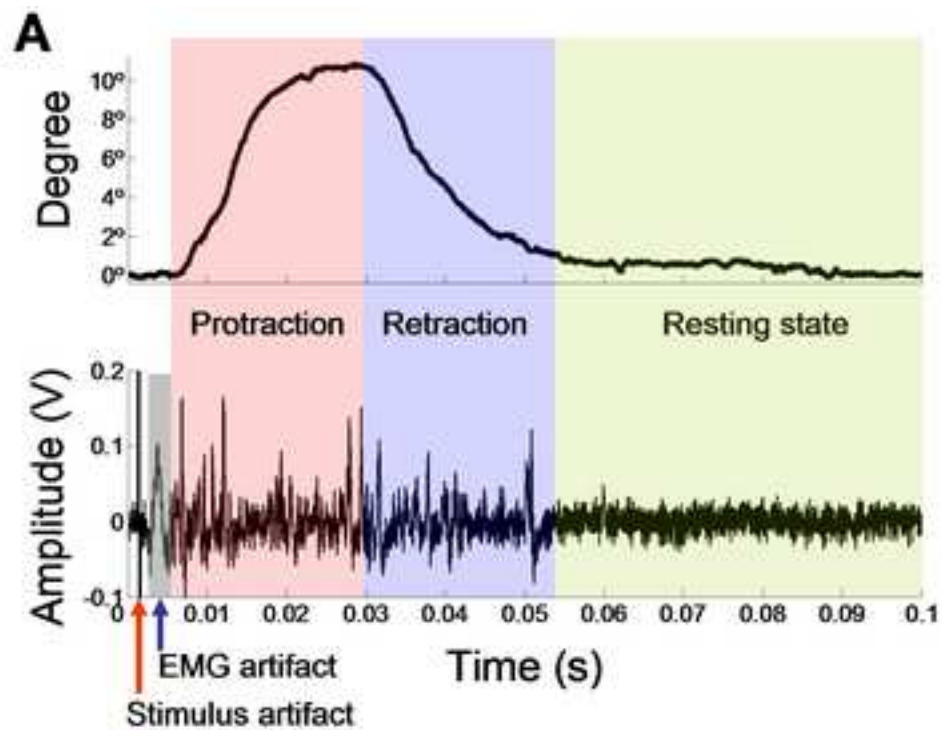 A
Degree
10º
8º
6º
4º
2º
0º
Protraction
Retraction
Resting state
Amplitude (V)
0.2
0.1
0
-0.1
0
0.01
0.02
0.03
0.04
0.05
0.06
0.07
0.08
0.09
0.1
EMG artifact
Time (s)
Stimulus artifact